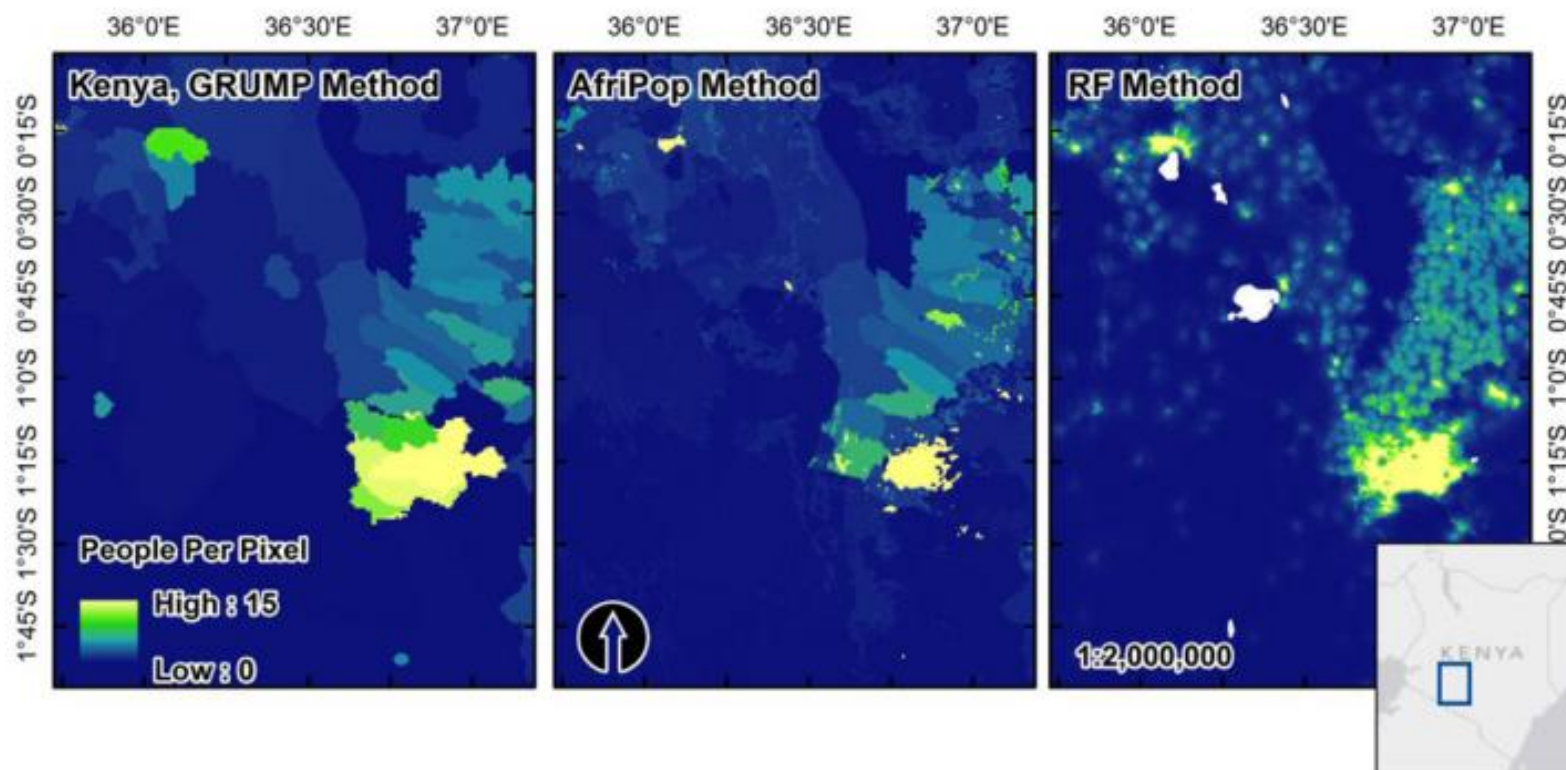 36°0'E 36°30'E 37°0'E 36°0'E 36°30'E 37°0'E 36°0'E 36°30'E 37°0'E
Kenya, GRUMP Method
AfriPop Method
RF Method
0°15'S
0°30'S
0°45'S
1°0'S
1°15'S
1°30'S
1°45'S
People Per Pixel
High : 15
Low : 0
1:2,000,000
0°15'S
0°30'S
0°45'S
1°0'S
1°15'S
0'S
KENYA